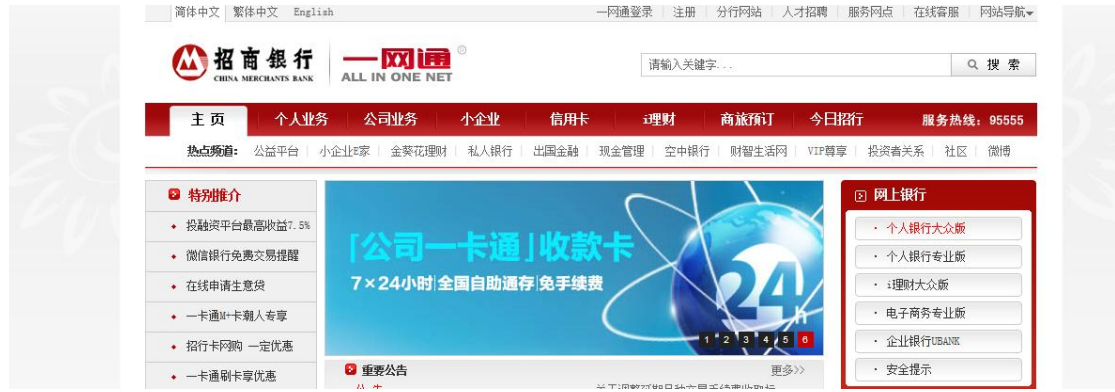 简体中文 繁体中文 English 一网通登录 注册 分行网站 人才招聘 服务网点 在线客服 网站导航
招商银行 一网通®
CHINA MERCHANTS BANK ALL IN ONE NET
请输入关键字... 搜 索
主 页 个人业务 公司业务 小企业 信用卡 i理财 商旅预订 今日招行 服务热线: 95555
热点频道: 公益平台 小企业E家 金葵花理财 私人银行 出国金融 现金管理 空中银行 财智生活网 VIP尊享 投资者关系 社区 微博
特别推介
投融资平台最高收益7.5%
微信银行免费交易提醒
在线申请生意贷
一卡通M+卡潮人专享
招行卡网购 一定优惠
一卡通刷卡享优惠
「公司一卡通」收款卡
7×24小时|全国自助通存|免手续费
24h
1 2 3 4 5 6
重要公告 更多>>
网上银行
个人银行大众版
个人银行专业版
i理财大众版
电子商务专业版
企业银行UBANK
安全提示